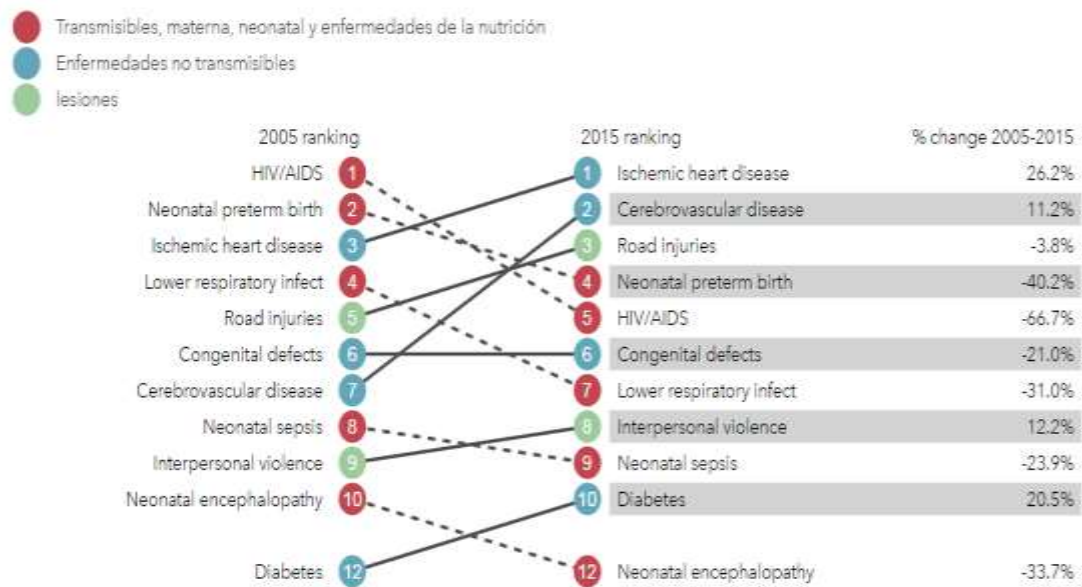 Transmisibles, materna, neonatal y enfermedades de la nutrición
Enfermedades no transmisibles
lesiones
2005 ranking 2015 ranking % change 2005-2015
HIV/AIDS 1 1 Ischemic heart disease 26.2%
Neonatal preterm birth 2 2 Cerebrovascular disease 11.2%
Ischemic heart disease 3 3 Road injuries -3.8%
Lower respiratory infect 4 4 Neonatal preterm birth -40.2%
Road injuries 5 5 HIV/AIDS -66.7%
Congenital defects 6 6 Congenital defects -21.0%
Cerebrovascular disease 7 7 Lower respiratory infect -31.0%
Neonatal sepsis 8 8 Interpersonal violence 12.2%
Interpersonal violence 9 9 Neonatal sepsis -23.9%
Neonatal encephalopathy 10 10 Diabetes 20.5%
Diabetes 12 12 Neonatal encephalopathy -33.7%